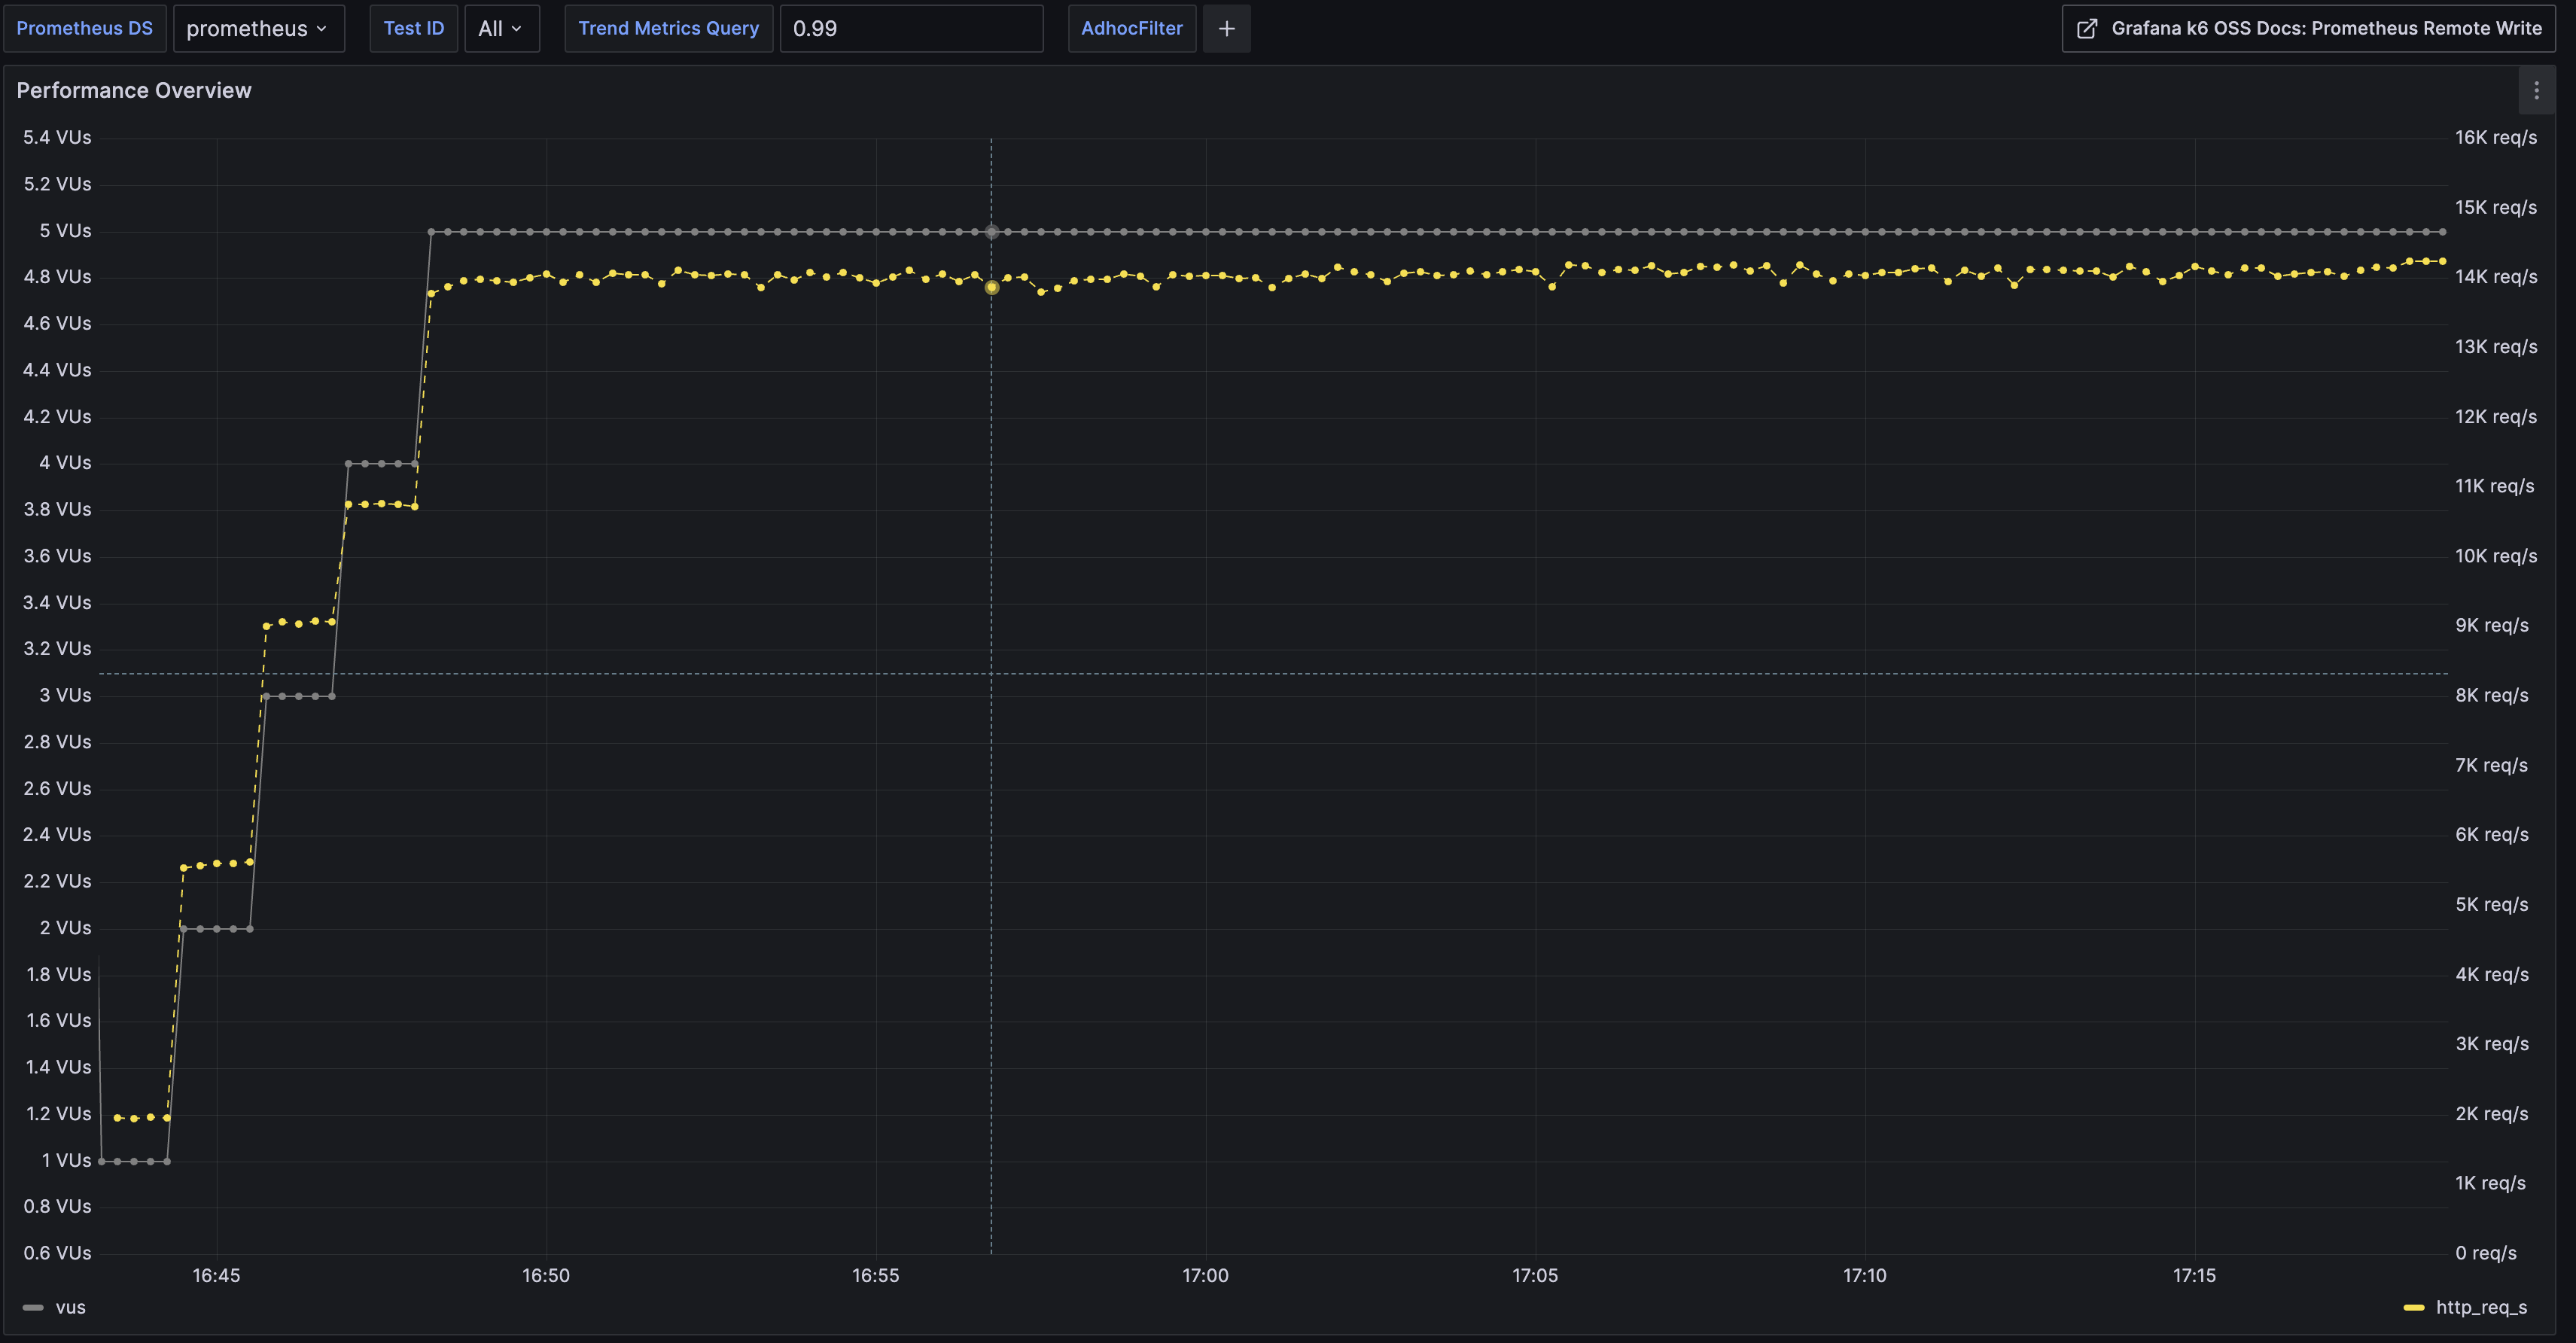 Prometheus DS prometheus Test ID All Trend Metrics Query 0.99 AdhocFilter + Grafana k6 OSS Docs: Prometheus Remote Write
Performance Overview
5.4 VUs
5.2 VUs
5 VUs
4.8 VUs
4.6 VUs
4.4 VUs
4.2 VUs
4 VUs
3.8 VUs
3.6 VUs
3.4 VUs
3.2 VUs
3 VUs
2.8 VUs
2.6 VUs
2.4 VUs
2.2 VUs
2 VUs
1.8 VUs
1.6 VUs
1.4 VUs
1.2 VUs
1 VUs
0.8 VUs
0.6 VUs
16K req/s
15K req/s
14K req/s
13K req/s
12K req/s
11K req/s
10K req/s
9K req/s
8K req/s
7K req/s
6K req/s
5K req/s
4K req/s
3K req/s
2K req/s
1K req/s
0 req/s
16:45 16:50 16:55 17:00 17:05 17:10 17:15
vus http_req_s